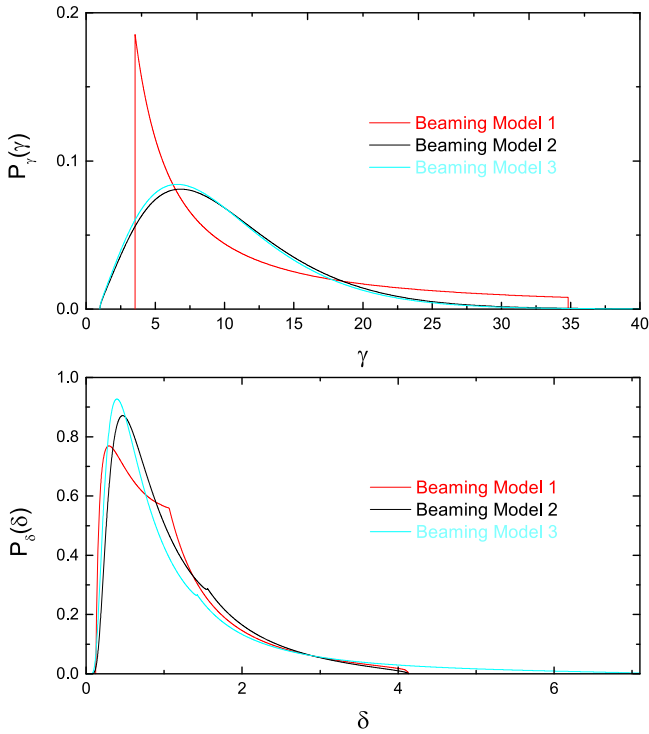 0.2
0.1
0.0
P_γ(γ)
Beaming Model 1
Beaming Model 2
Beaming Model 3
0 5 10 15 20 25 30 35 40
γ
1.0
0.8
0.6
0.4
0.2
0.0
P_δ(δ)
Beaming Model 1
Beaming Model 2
Beaming Model 3
0 2 4 6
δ